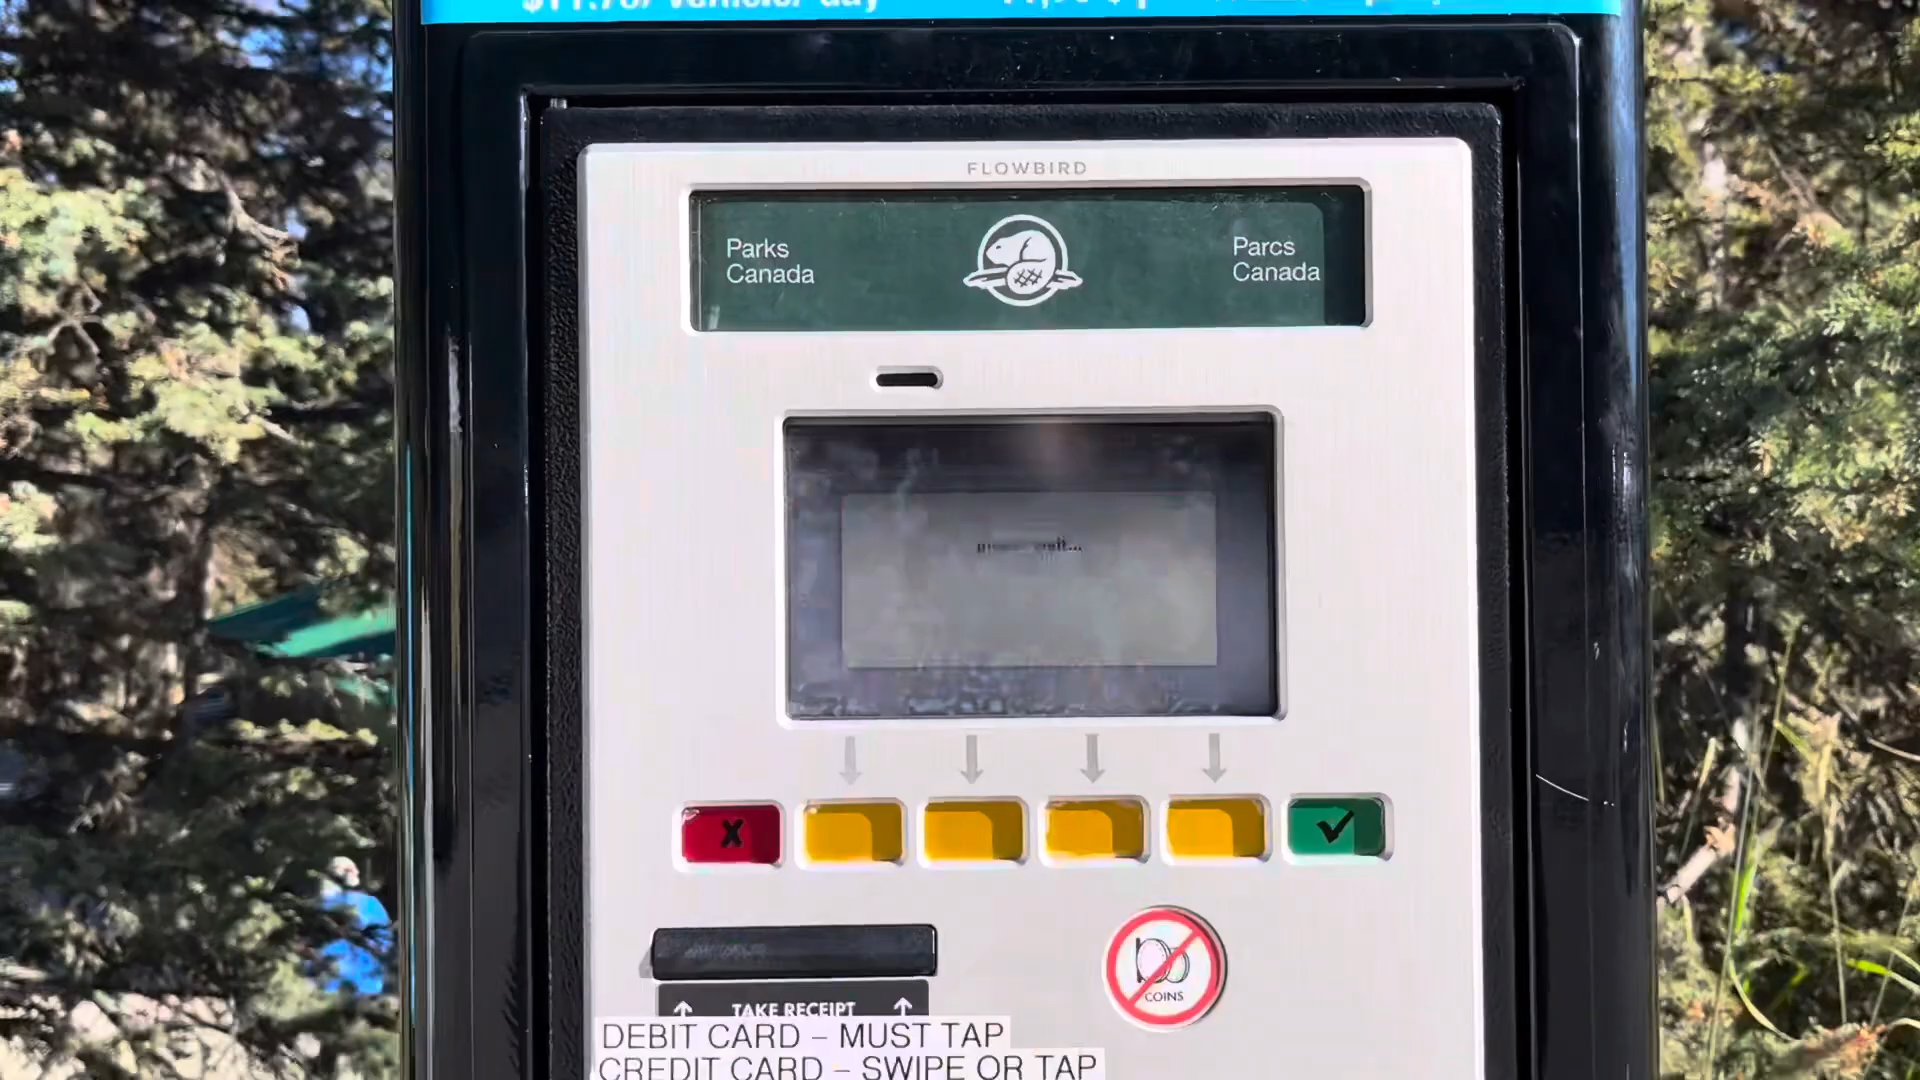 FLOWBIRD
Parks
Canada
Parcs
Canada
X
TAKE RECEIPT
COINS
DEBIT CARD – MUST TAP
CREDIT CARD – SWIPE OR TAP